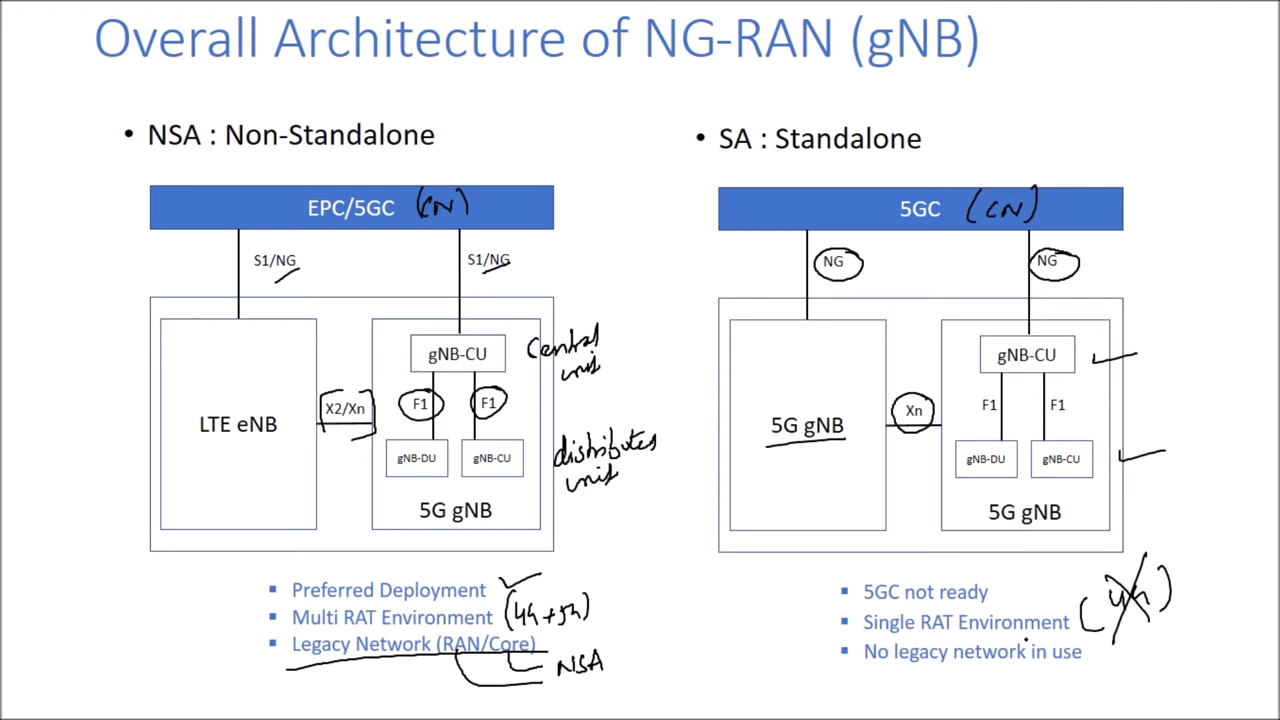 Overall Architecture of NG-RAN (gNB)
• NSA : Non-Standalone
EPC/5GC (CN)
S1/NG
S1/NG
gNB-CU
Central
unit
X2/Xn
F1
F1
LTE eNB
gNB-DU
gNB-CU
distributes
unit
5G gNB
▪ Preferred Deployment
▪ Multi RAT Environment (4G+5G)
▪ Legacy Network (RAN/Core)
NSA
• SA : Standalone
5GC (CN)
NG
NG
gNB-CU
Xn
F1
F1
5G gNB
gNB-DU
gNB-CU
5G gNB
▪ 5GC not ready
▪ Single RAT Environment (4G)
▪ No legacy network in use